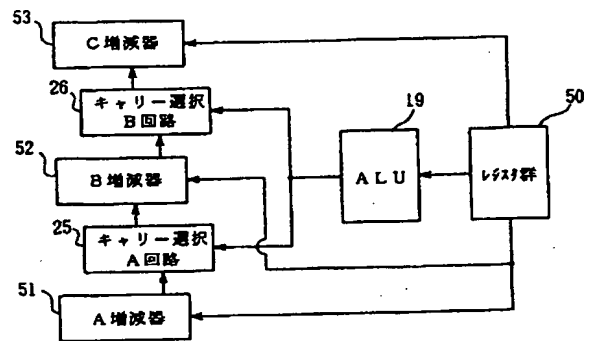 53
C増減器
26
キャリー選択
B回路
19
50
52
B増減器
ALU
レジスタ群
25
キャリー選択
A回路
51
A増減器